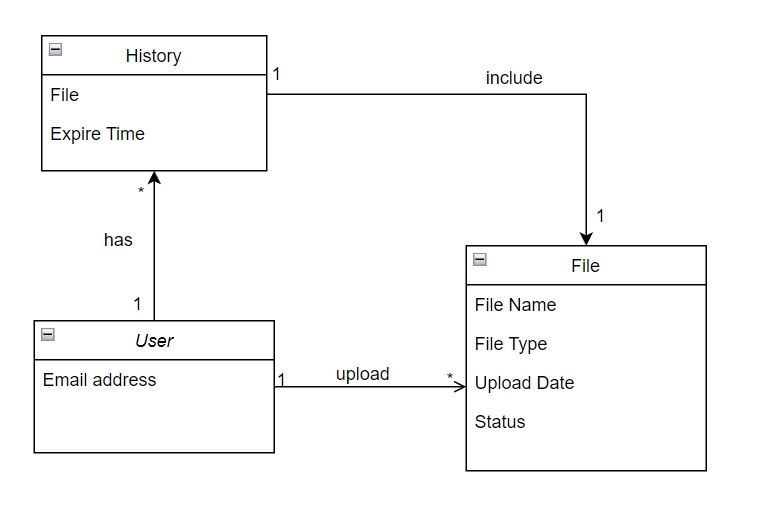 History
File
Expire Time
1
include
*
has
1
1
User
Email address
1
upload
*
File
File Name
File Type
Upload Date
Status